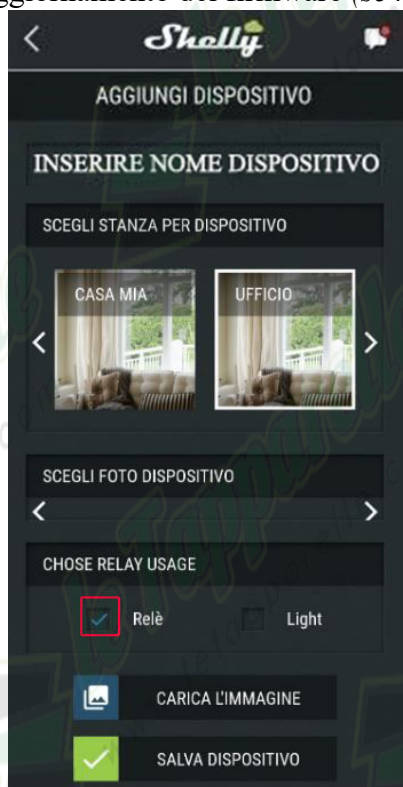 Shelly
AGGIUNGI DISPOSITIVO
INSERIRE NOME DISPOSITIVO
SCEGLI STANZA PER DISPOSITIVO
CASA MIA
UFFICIO
SCEGLI FOTO DISPOSITIVO
CHOSE RELAY USAGE
Relè Light
CARICA L'IMMAGINE
SALVA DISPOSITIVO